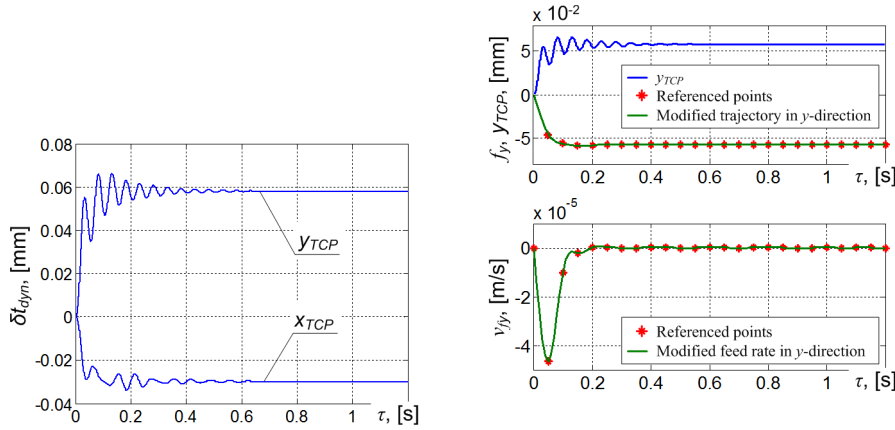 0.08
0.06
0.04
0.02
0
-0.02
-0.04
δt_dyn, [mm]
y_TCP
x_TCP
0 0.2 0.4 0.6 0.8 1 τ, [s]
x 10^-2
5
0
-5
f_y, y_TCP, [mm]
y_TCP
Referenced points
Modified trajectory in y-direction
0 0.2 0.4 0.6 0.8 1 τ, [s]
x 10^-5
0
-2
-4
v_fy, [m/s]
Referenced points
Modified feed rate in y-direction
0 0.2 0.4 0.6 0.8 1 τ, [s]